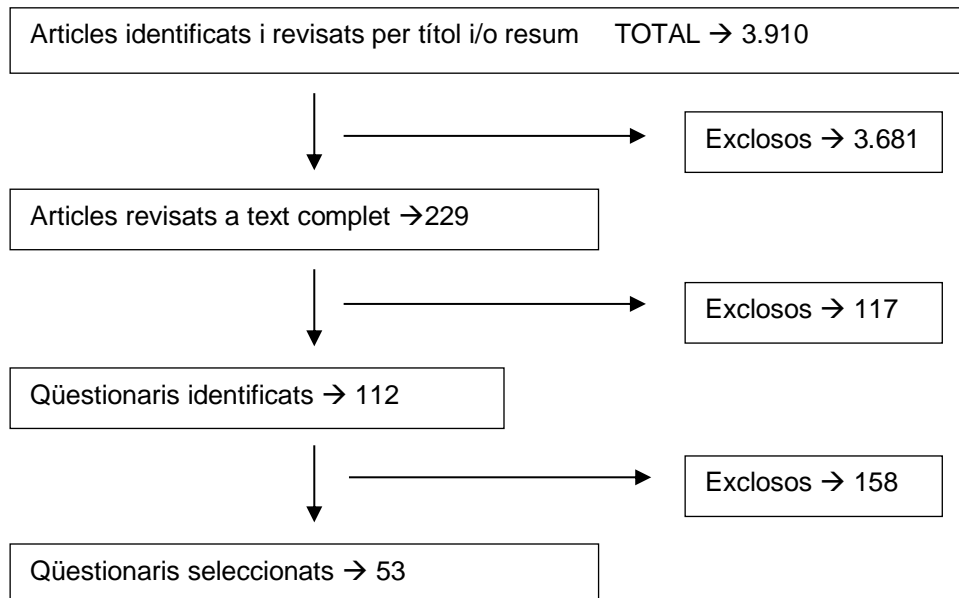 Articles identificats i revisats per títol i/o resum TOTAL → 3.910
Exclosos → 3.681
Articles revisats a text complet →229
Exclosos → 117
Qüestionaris identificats → 112
Exclosos → 158
Qüestionaris seleccionats → 53